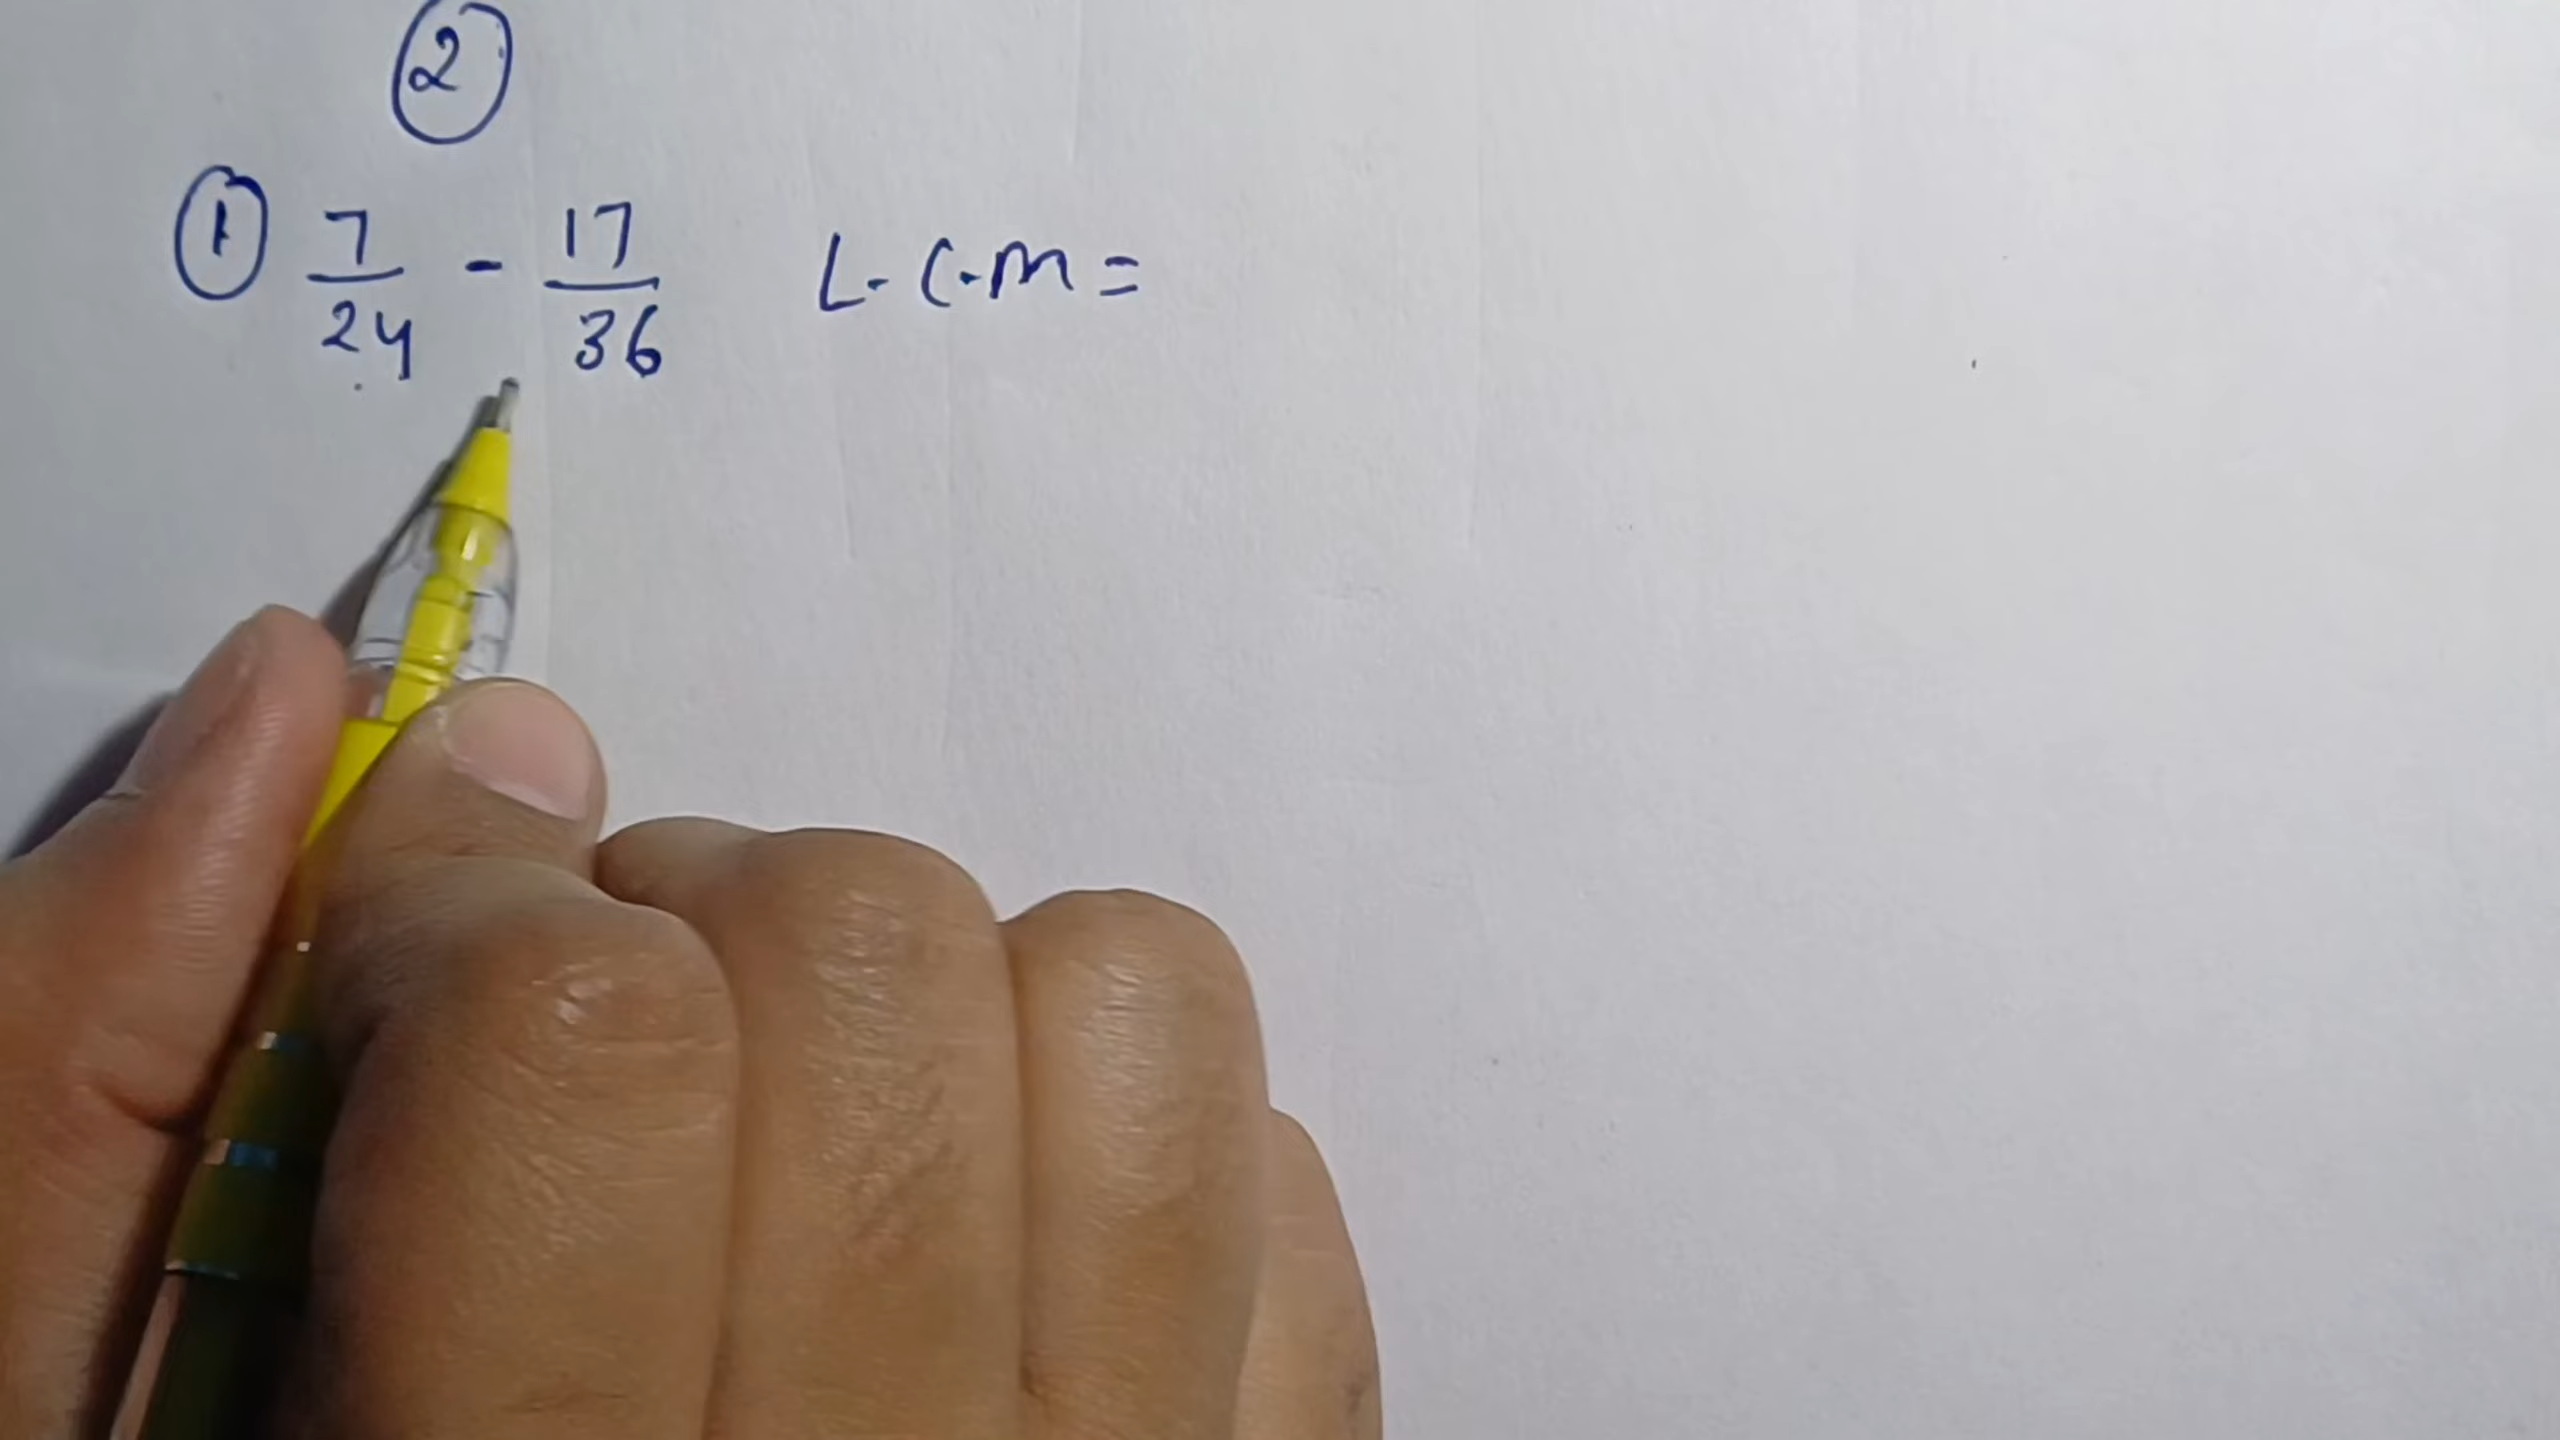 ②
① 7/24 - 17/36 L.C.M =